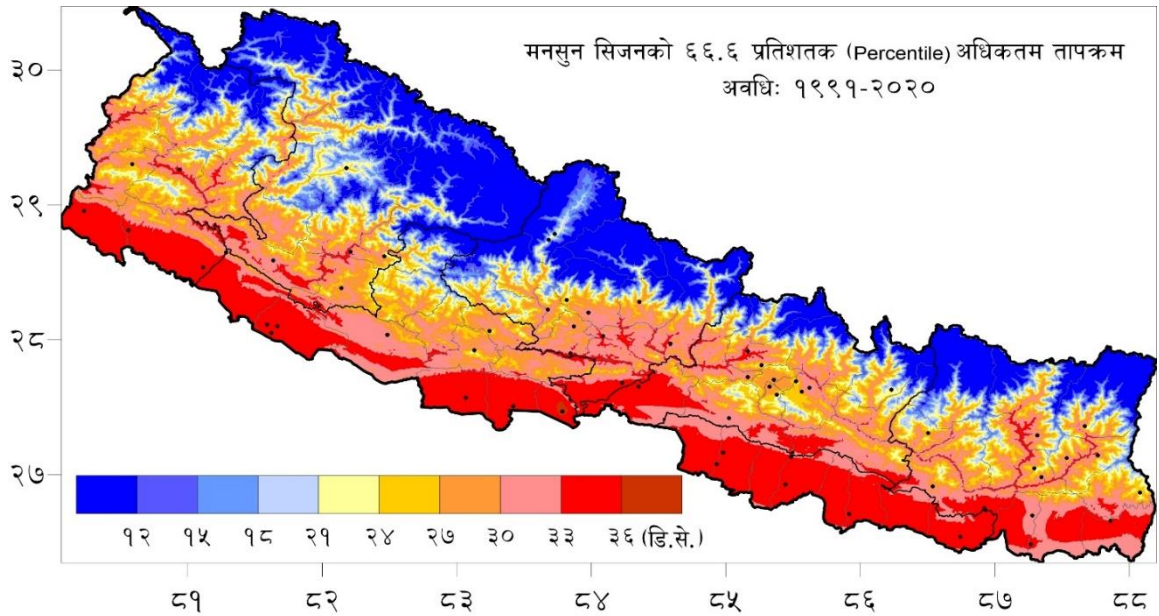 मनसुन सिजनको ६६.६ प्रतिशतक (Percentile) अधिकतम तापक्रम
अवधिः १९९१-२०२०
३०
२९
२८
२७
१२ १५ १८ २१ २४ २७ ३० ३३ ३६ (डि.से.)
८१ ८२ ८३ ८४ ८५ ८६ ८७ ८८